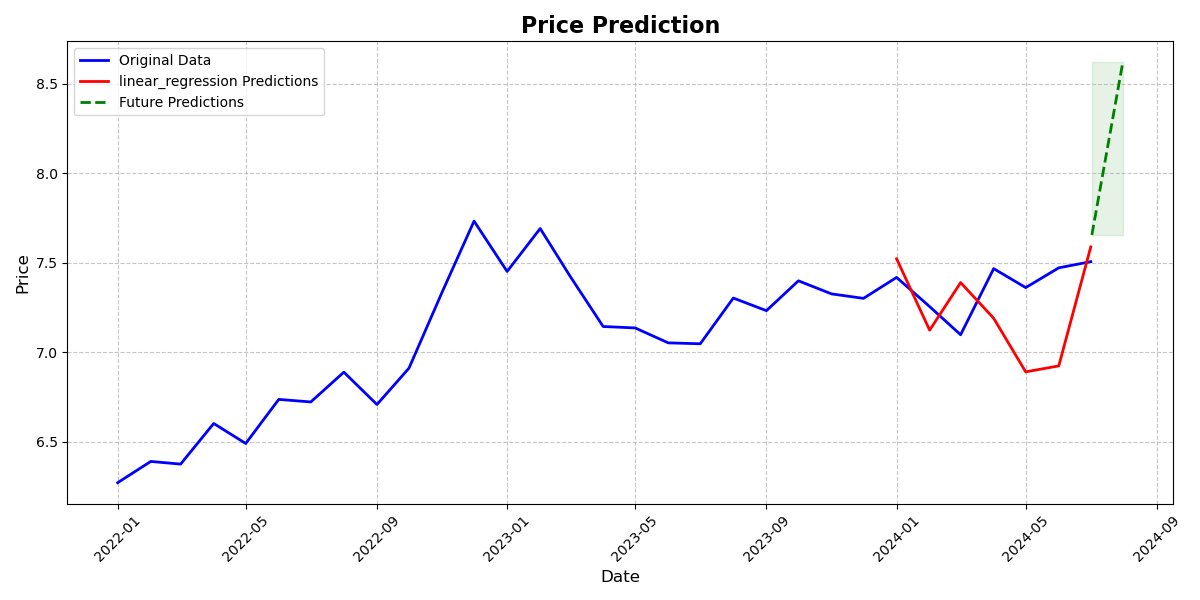 Price Prediction
Original Data
linear_regression Predictions
Future Predictions
8.5
8.0
7.5
7.0
6.5
Price
2022-01
2022-05
2022-09
2023-01
2023-05
2023-09
2024-01
2024-05
2024-09
Date